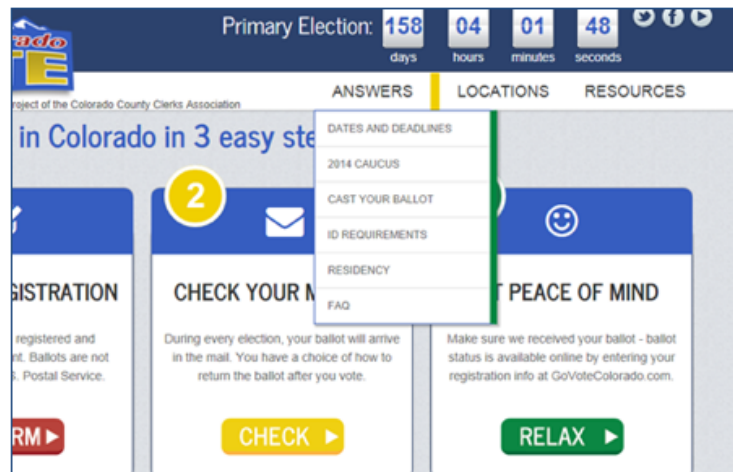 Primary Election: 158 04 01 48
days hours minutes seconds
rado
TE
roject of the Colorado County Clerks Association
ANSWERS LOCATIONS RESOURCES
in Colorado in 3 easy ste
DATES AND DEADLINES
2014 CAUCUS
CAST YOUR BALLOT
ID REQUIREMENTS
RESIDENCY
FAQ
GISTRATION
registered and
nt. Ballots are not
S. Postal Service.
RM
2
CHECK YOUR M
During every election, your ballot will arrive
in the mail. You have a choice of how to
return the ballot after you vote.
CHECK
T PEACE OF MIND
Make sure we received your ballot - ballot
status is available online by entering your
registration info at GoVoteColorado.com.
RELAX